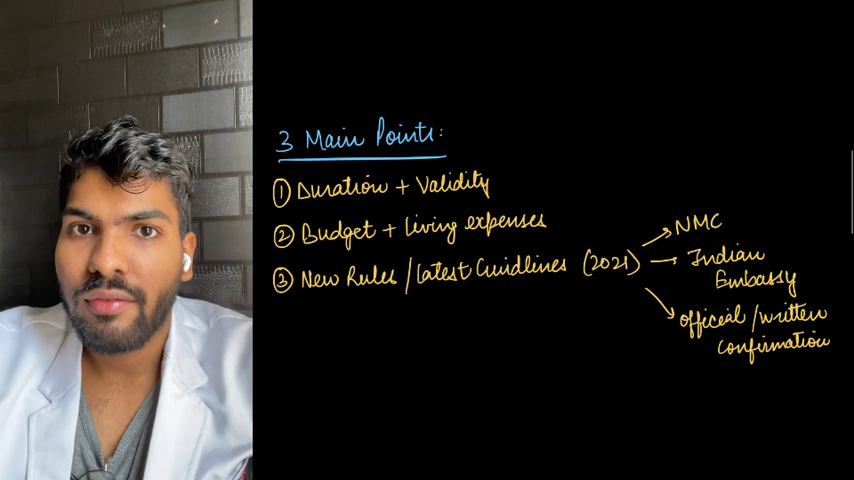 3 Main Points:
① Duration + Validity
② Budget + Living expenses
③ New Rules / Latest Guidlines (2021)
→ NMC
→ Indian
Embassy
→ official / written
confirmation